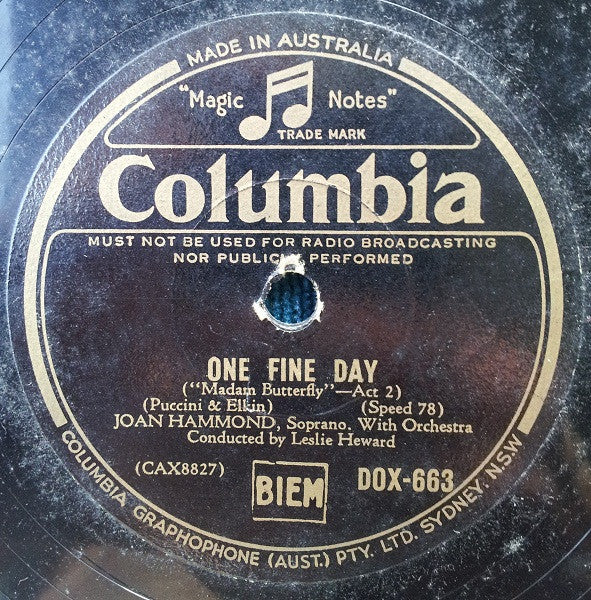 MADE IN AUSTRALIA
"Magic Notes"
TRADE MARK
Columbia
MUST NOT BE USED FOR RADIO BROADCASTING
NOR PUBLICLY PERFORMED
ONE FINE DAY
("Madam Butterfly"—Act 2)
(Puccini & Elkin) (Speed 78)
JOAN HAMMOND, Soprano, With Orchestra
Conducted by Leslie Heward
(CAX8827) BIEM DOX-663
COLUMBIA GRAPHOPHONE (AUST.) PTY. LTD. SYDNEY. N.S.W